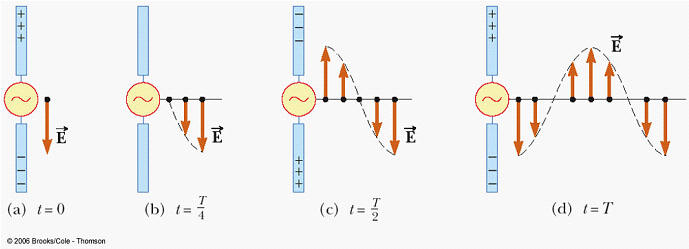 + + +
− − −
E
(a) t = 0
E
(b) t = T/4
− − −
+ + +
E
(c) t = T/2
+ + +
− − −
E
(d) t = T
© 2006 Brooks/Cole - Thomson